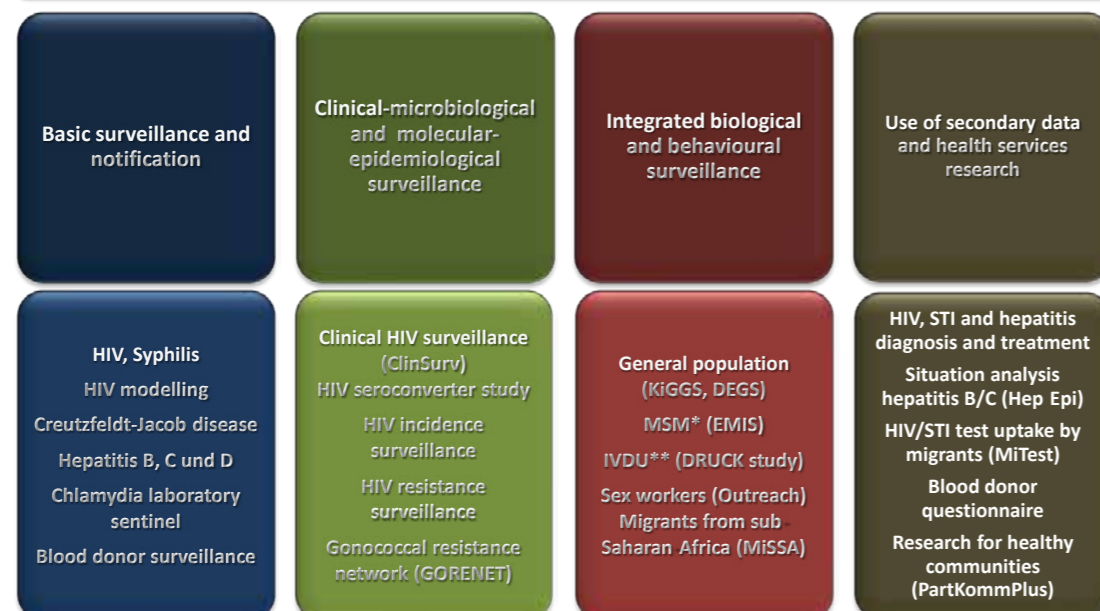 Basic surveillance and
notification
Clinical-microbiological
and molecular-
epidemiological
surveillance
Integrated biological
and behavioural
surveillance
Use of secondary data
and health services
research
HIV, Syphilis
HIV modelling
Creutzfeldt-Jacob disease
Hepatitis B, C und D
Chlamydia laboratory
sentinel
Blood donor surveillance
Clinical HIV surveillance
(ClinSurv)
HIV seroconverter study
HIV incidence
surveillance
HIV resistance
surveillance
Gonococcal resistance
network (GORENET)
General population
(KiGGS, DEGS)
MSM* (EMIS)
IVDU** (DRUCK study)
Sex workers (Outreach)
Migrants from sub-
Saharan Africa (MiSSA)
HIV, STI and hepatitis
diagnosis and treatment
Situation analysis
hepatitis B/C (Hep Epi)
HIV/STI test uptake by
migrants (MiTest)
Blood donor
questionnaire
Research for healthy
communities
(PartKommPlus)